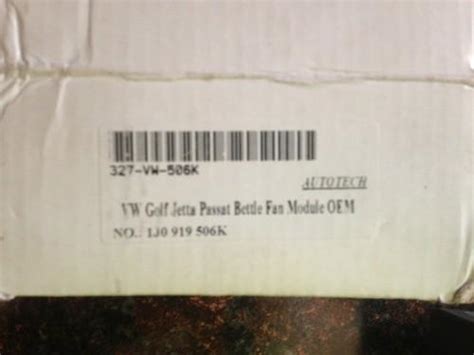 327-VW-506K
AUTOTECH
VW Golf Jetta Passat Bettle Fan Module OEM
NO.: 1J0 919 506K